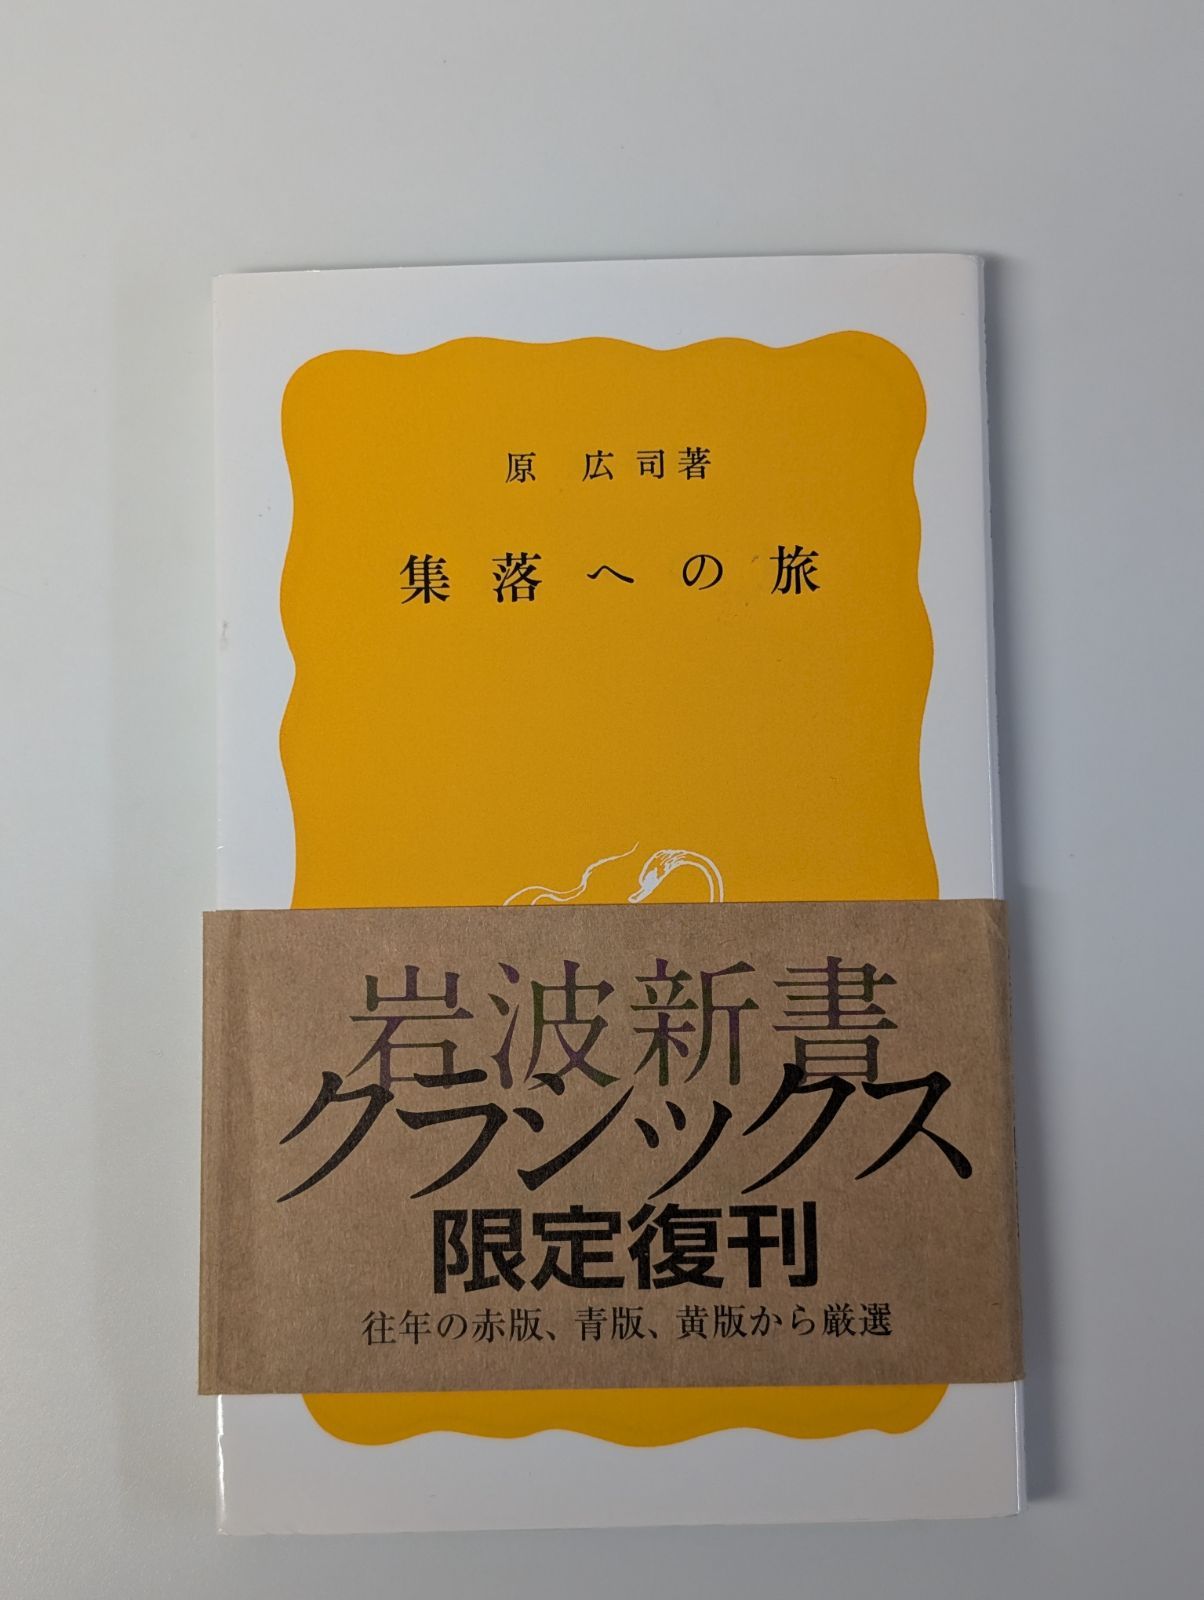 原 広司著
集落への旅
岩波新書
クラシックス
限定復刊
往年の赤版、青版、黄版から厳選